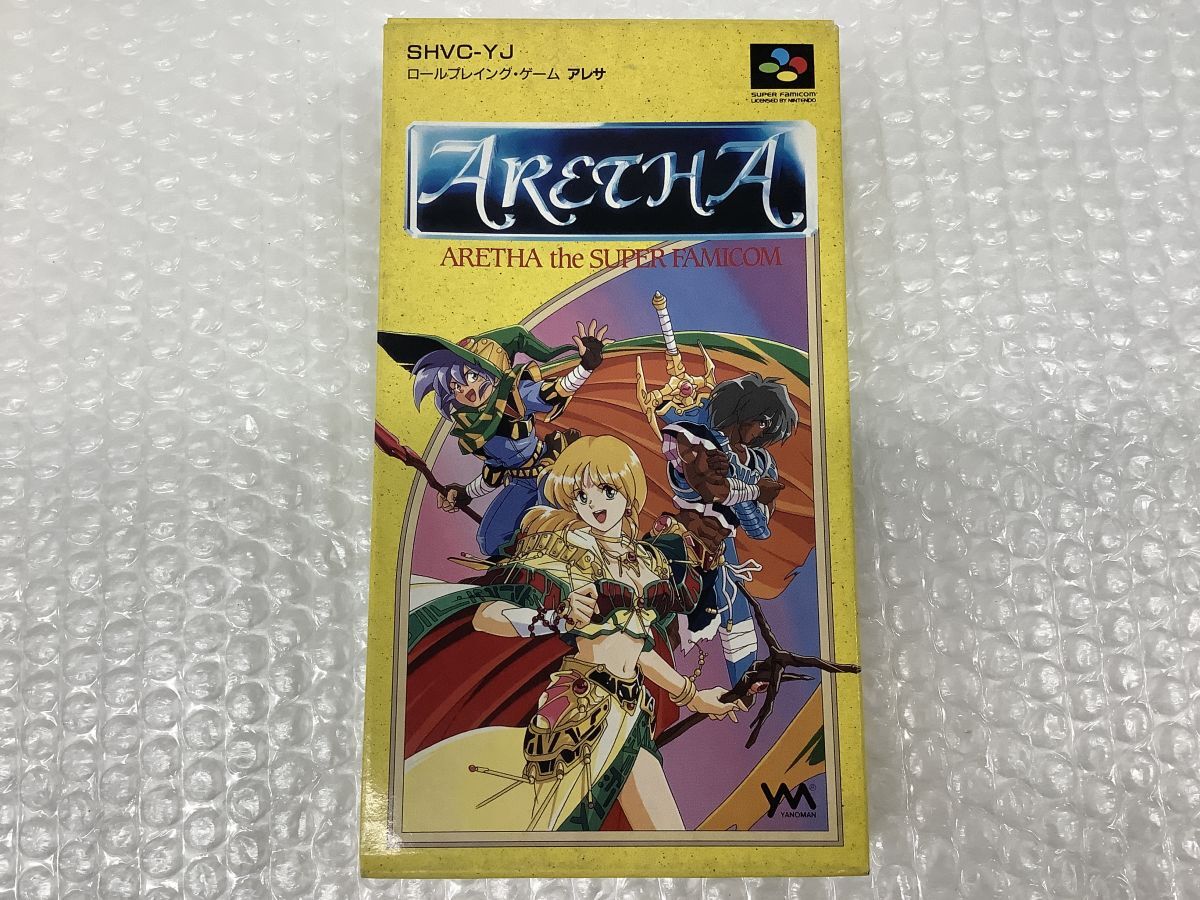 SHVC-YJ
ロールプレイング・ゲーム アレサ
SUPER FAMICOM
LICENSED BY NINTENDO
ARETHA
ARETHA the SUPER FAMICOM
YM®
YANOMAN